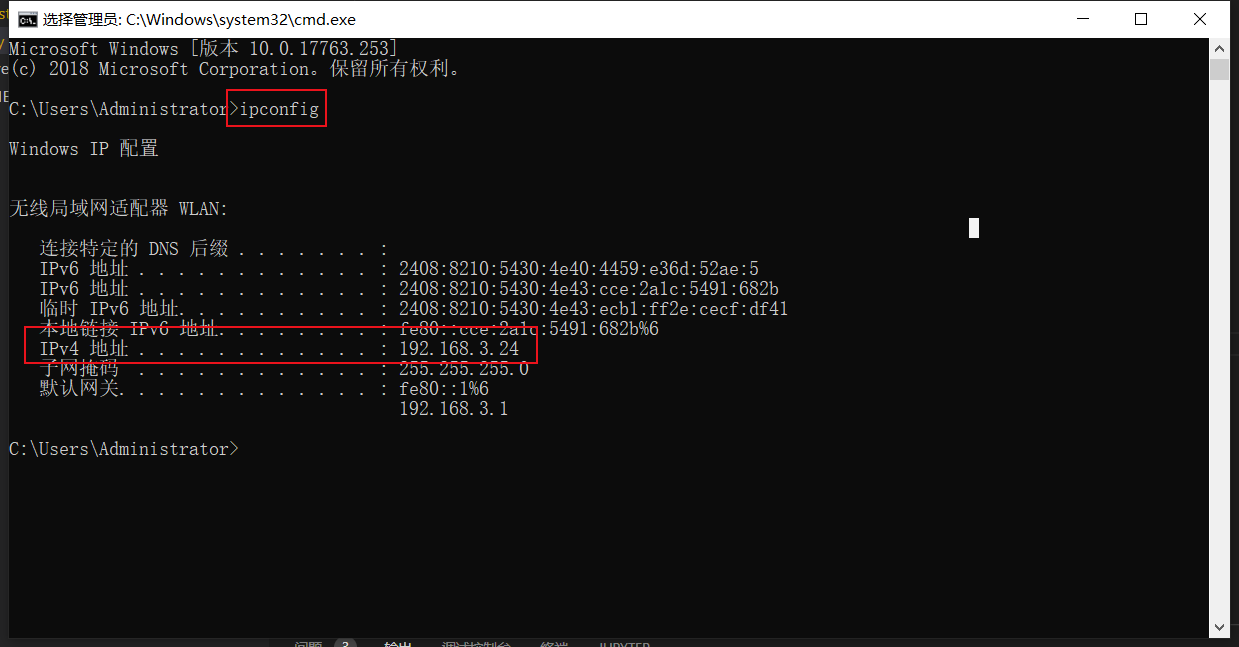 选择管理员: C:\Windows\system32\cmd.exe
Microsoft Windows [版本 10.0.17763.253]
(c) 2018 Microsoft Corporation。保留所有权利。
C:\Users\Administrator>ipconfig
Windows IP 配置
无线局域网适配器 WLAN:
连接特定的 DNS 后缀 . . . . . . . :
IPv6 地址 . . . . . . . . . . . . : 2408:8210:5430:4e40:4459:e36d:52ae:5
IPv6 地址 . . . . . . . . . . . . : 2408:8210:5430:4e43:cce:2a1c:5491:682b
临时 IPv6 地址. . . . . . . . . . : 2408:8210:5430:4e43:ecb1:ff2e:cecf:df41
本地链接 IPv6 地址. . . . . . . . : fe80::cce:2a1c:5491:682b%6
IPv4 地址 . . . . . . . . . . . . : 192.168.3.24
子网掩码 . . . . . . . . . . . . : 255.255.255.0
默认网关. . . . . . . . . . . . . : fe80::1%6
192.168.3.1
C:\Users\Administrator>
问题 3 输出 调试控制台 终端 JUPYTER